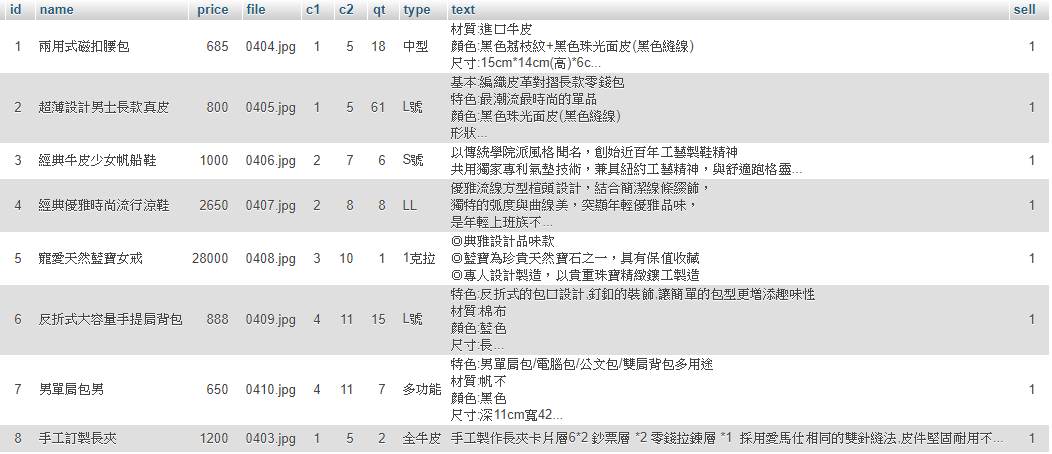 id name price file c1 c2 qt type text sell
1 兩用式磁扣腰包 685 0404.jpg 1 5 18 中型 材質:進口牛皮
顏色:黑色荔枝紋+黑色珠光面皮(黑色縫線)
尺寸:15cm*14cm(高)*6c... 1
2 超薄設計男士長款真皮 800 0405.jpg 1 5 61 L號 基本:編織皮革對摺長款零錢包
特色:最潮流最時尚的單品
顏色:黑色珠光面皮(黑色縫線)
形狀... 1
3 經典牛皮少女帆船鞋 1000 0406.jpg 2 7 6 S號 以傳統學院派風格聞名，創始近百年工藝製鞋精神
共用獨家專利氣墊技術，兼具紐約工藝精神，與舒適跑格靈... 1
4 經典優雅時尚流行涼鞋 2650 0407.jpg 2 8 8 LL 優雅流線方型楦頭設計，結合簡潔線條綴飾，
獨特的弧度與曲線美，突顯年輕優雅品味，
是年輕上班族不... 1
5 寵愛天然藍寶女戒 28000 0408.jpg 3 10 1 1克拉 ◎典雅設計品味款
◎藍寶為珍貴天然寶石之一，具有保值收藏
◎專人設計製造，以貴重珠寶精緻鑲工製造 1
6 反折式大容量手提肩背包 888 0409.jpg 4 11 15 L號 特色:反折式的包口設計,釘釦的裝飾,讓簡單的包型更增添趣味性
材質:棉布
顏色:藍色
尺寸:長... 1
7 男單肩包男 650 0410.jpg 4 11 7 多功能 特色:男單肩包/電腦包/公文包/雙肩背包多用途
材質:帆不
顏色:黑色
尺寸:深11cm寬42... 1
8 手工訂製長夾 1200 0403.jpg 1 5 2 全牛皮 手工製作長夾卡片層6*2 鈔票層 *2 零錢拉鍊層 *1 採用愛馬仕相同的雙針縫法,皮件堅固耐用不... 1